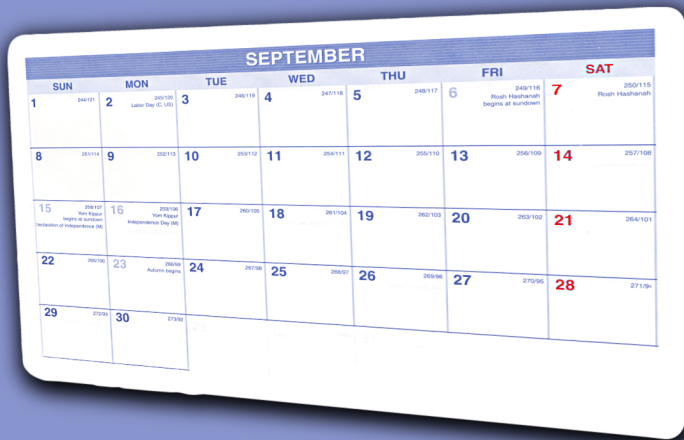 SEPTEMBER
SUN MON TUE WED THU FRI SAT
1 244/121
2 245/120
Labor Day (C, US)
3 246/119
4 247/118
5 248/117
6 249/116
Rosh Hashanah
begins at sundown
7 250/115
Rosh Hashanah
8 251/114
9 252/113
10 253/112
11 254/111
12 255/110
13 256/109
14 257/108
15 258/107
Yom Kippur
begins at sundown
Declaration of Independence (M)
16 259/106
Yom Kippur
Independence Day (M)
17 260/105
18 261/104
19 262/103
20 263/102
21 264/101
22 265/100
23 266/99
Autumn begins
24 267/98
25 268/97
26 269/96
27 270/95
28 271/94
29 272/93
30 273/92